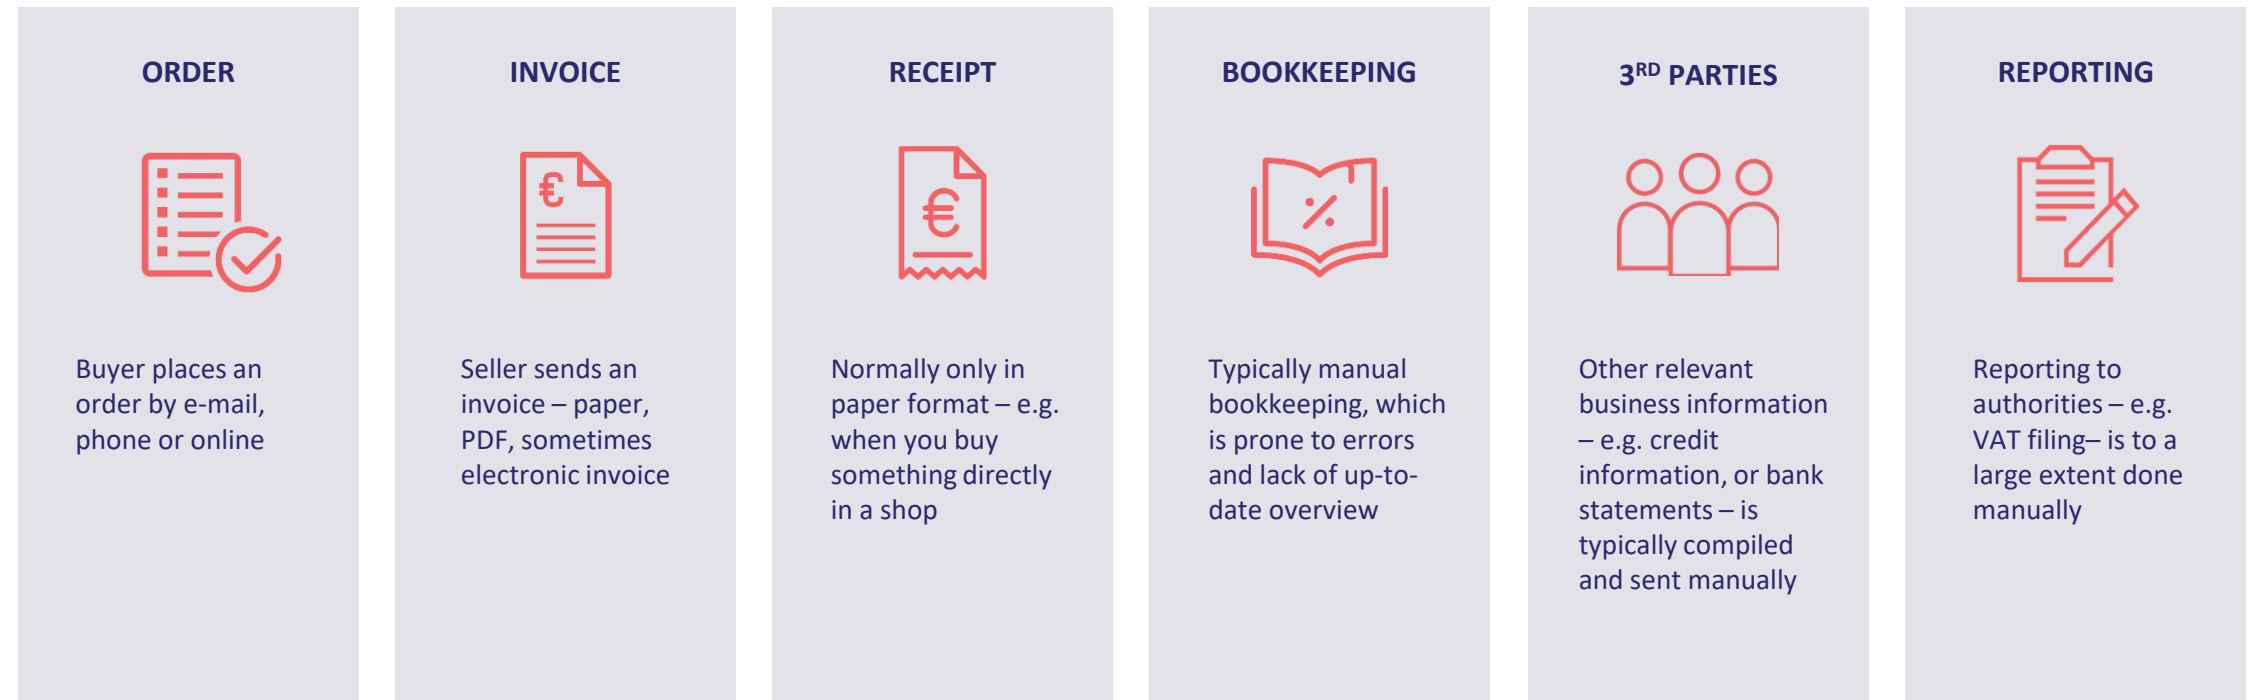 ORDER
Buyer places an
order by e-mail,
phone or online
INVOICE
€
Seller sends an
invoice – paper,
PDF, sometimes
electronic invoice
RECEIPT
€
Normally only in
paper format – e.g.
when you buy
something directly
in a shop
BOOKKEEPING
%
Typically manual
bookkeeping, which
is prone to errors
and lack of up-to-
date overview
3RD PARTIES
Other relevant
business information
– e.g. credit
information, or bank
statements – is
typically compiled
and sent manually
REPORTING
Reporting to
authorities – e.g.
VAT filing– is to a
large extent done
manually